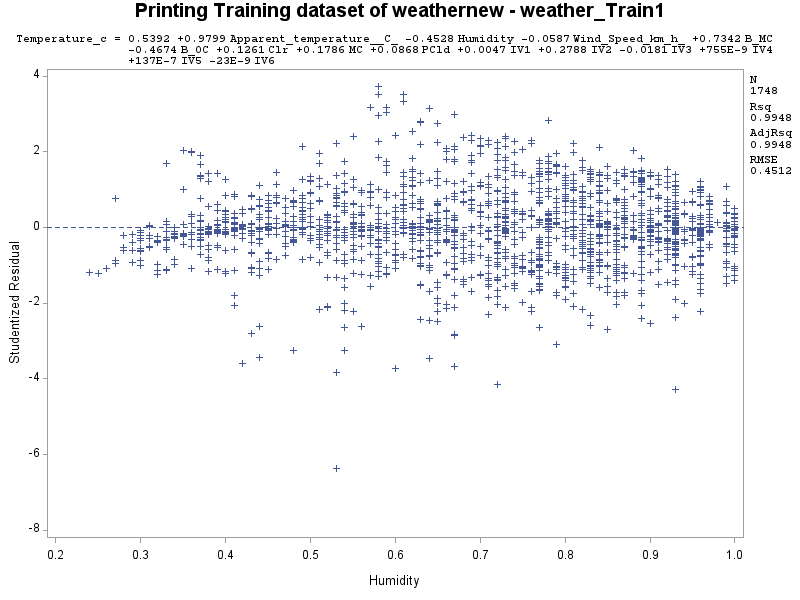 Printing Training dataset of weathernew - weather_Train1
Temperature_c = 0.5392 +0.9799 Apparent_temperature__C_ -0.4528 Humidity -0.0587 Wind_Speed_km_h_ +0.7342 B_MC
-0.4674 B_OC +0.1261 Clr +0.1786 MC +0.0868 PCld +0.0047 IV1 +0.2788 IV2 -0.0181 IV3 +755E-9 IV4
+137E-7 IV5 -23E-9 IV6
N
1748
Rsq
0.9948
AdjRsq
0.9948
RMSE
0.4512
4
2
0
-2
-4
-6
-8
Studentized Residual
0.2 0.3 0.4 0.5 0.6 0.7 0.8 0.9 1.0
Humidity